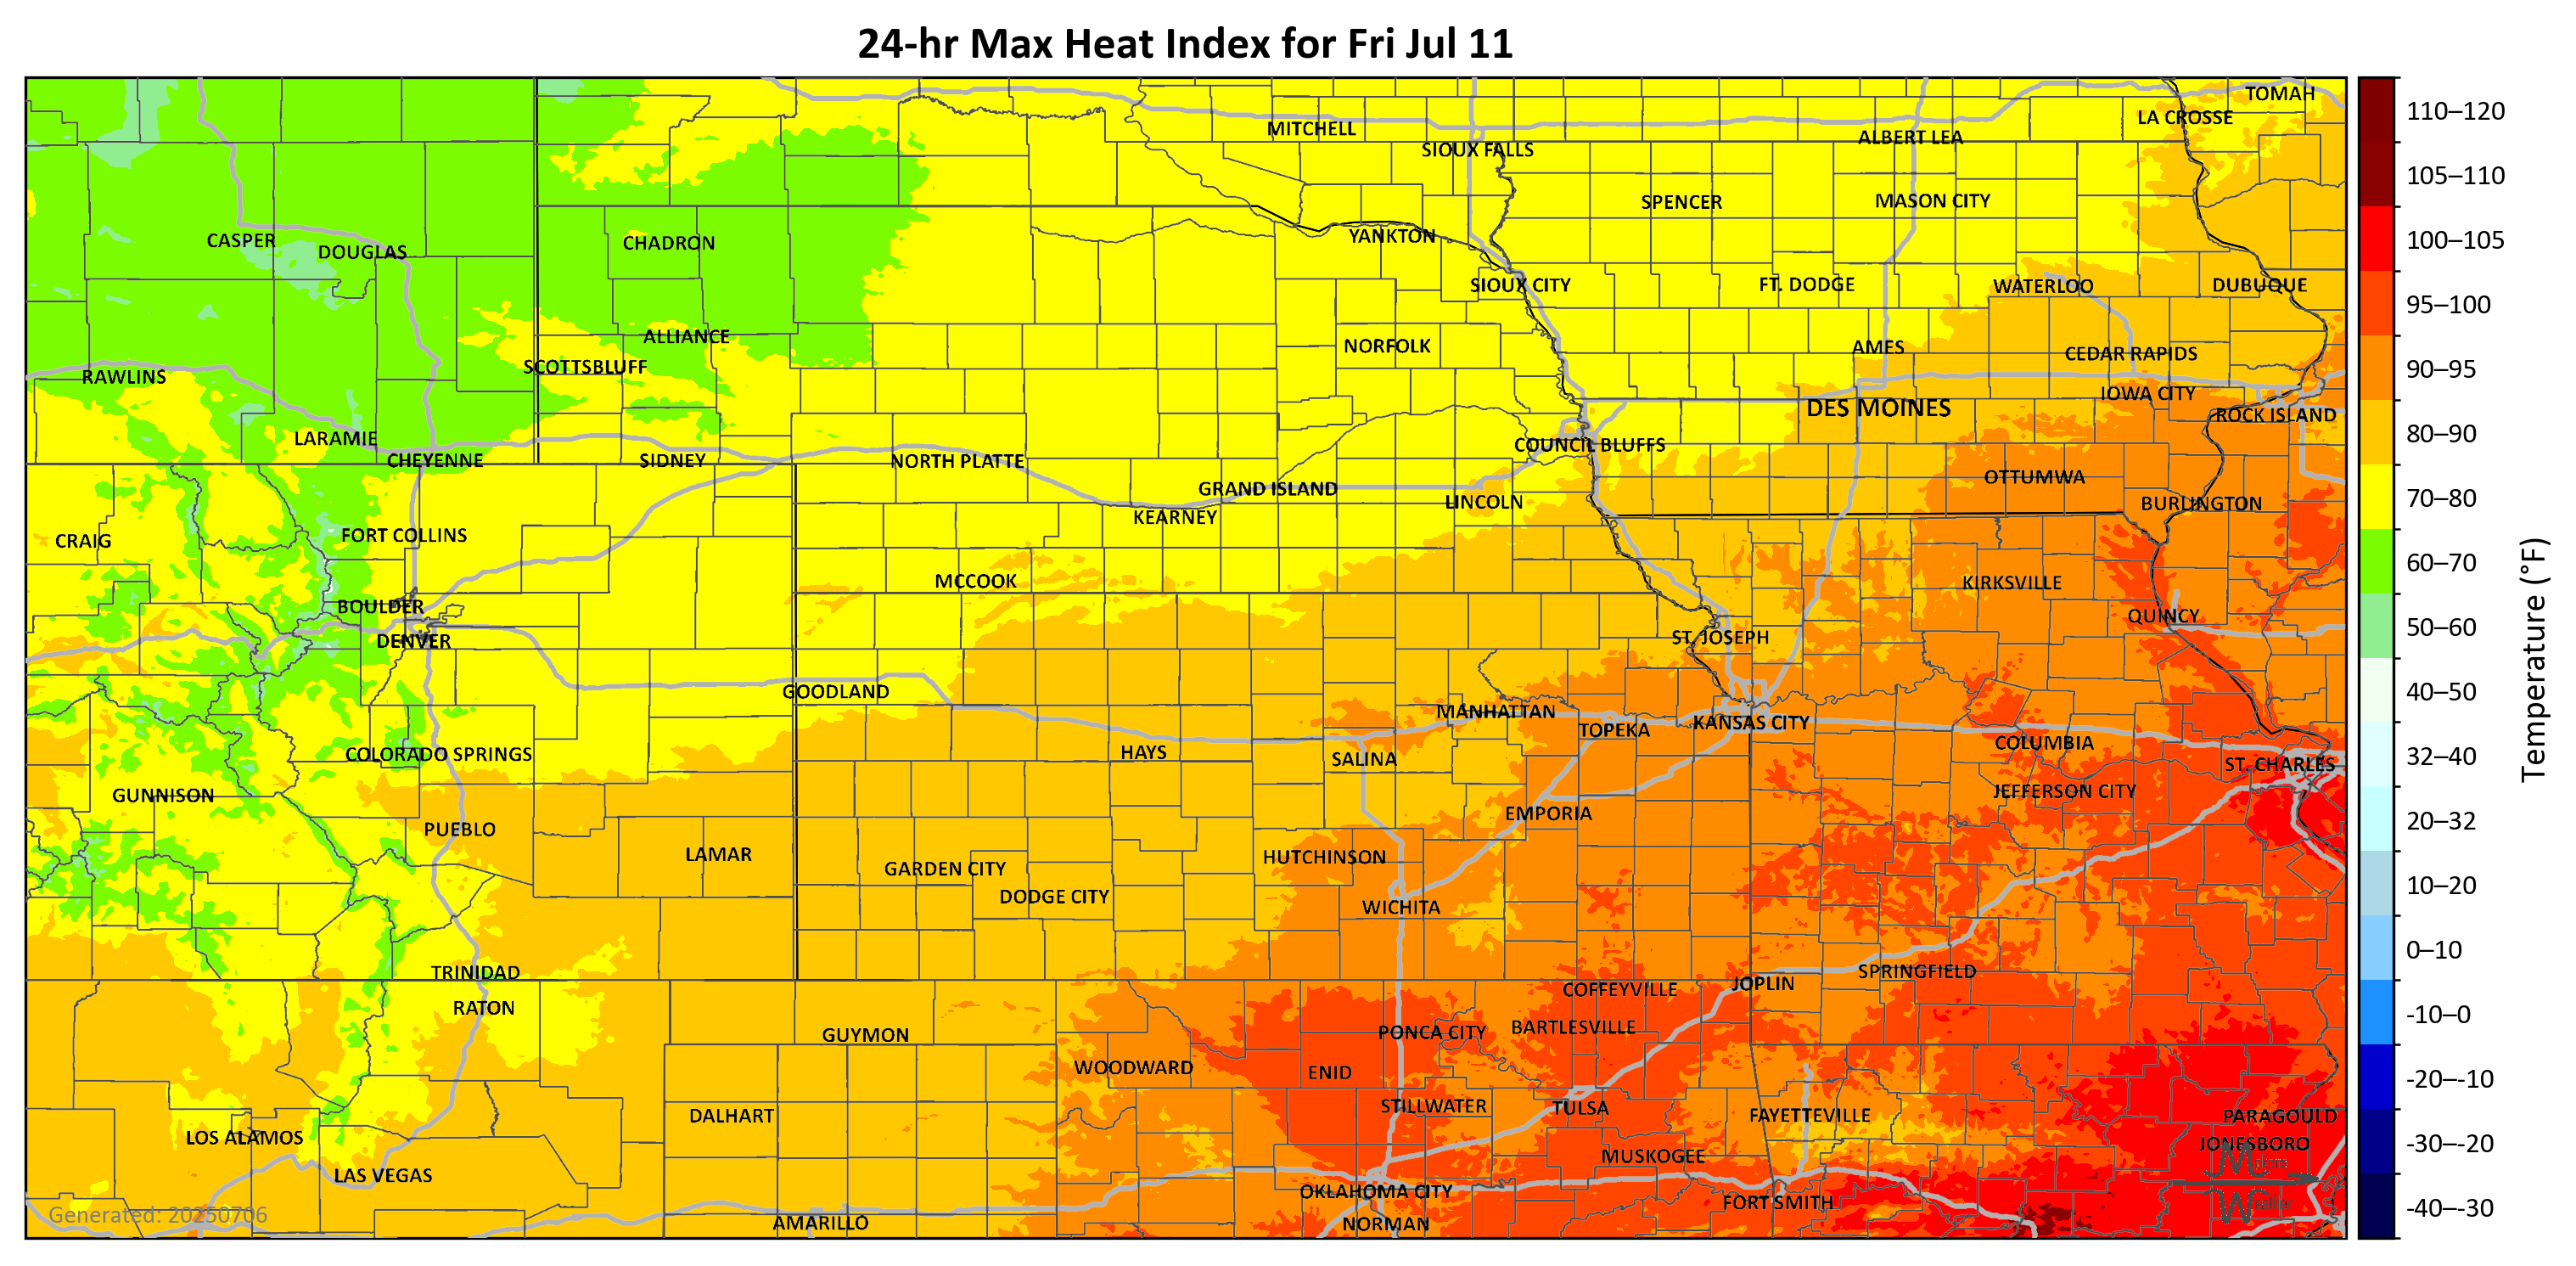 24-hr Max Heat Index for Fri Jul 11
TOMAH
LA CROSSE
MITCHELL
ALBERT LEA
SIOUX FALLS
SPENCER
MASON CITY
CASPER
DOUGLAS
CHADRON
YANKTON
SIOUX CITY
FT. DODGE
WATERLOO
DUBUQUE
ALLIANCE
NORFOLK
AMES
CEDAR RAPIDS
SCOTTSBLUFF
RAWLINS
IOWA CITY
DES MOINES
ROCK ISLAND
LARAMIE
COUNCIL BLUFFS
CHEYENNE
SIDNEY
NORTH PLATTE
OTTUMWA
GRAND ISLAND
LINCOLN
BURLINGTON
KEARNEY
FORT COLLINS
CRAIG
MCCOOK
KIRKSVILLE
BOULDER
QUINCY
DENVER
ST. JOSEPH
GOODLAND
MANHATTAN
TOPEKA
KANSAS CITY
COLUMBIA
COLORADO SPRINGS
HAYS
SALINA
ST. CHARLES
GUNNISON
JEFFERSON CITY
EMPORIA
PUEBLO
LAMAR
HUTCHINSON
GARDEN CITY
DODGE CITY
WICHITA
TRINIDAD
SPRINGFIELD
JOPLIN
COFFEYVILLE
RATON
BARTLESVILLE
PONCA CITY
GUYMON
WOODWARD
ENID
STILLWATER
TULSA
DALHART
FAYETTEVILLE
PARAGOULD
LOS ALAMOS
JONESBORO
MUSKOGEE
LAS VEGAS
OKLAHOMA CITY
FORT SMITH
Generated: 20250706
AMARILLO
NORMAN
110–120
105–110
100–105
95–100
90–95
80–90
70–80
60–70
50–60
40–50
32–40
20–32
10–20
0–10
-10–0
-20–-10
-30–-20
-40–-30
Temperature (°F)